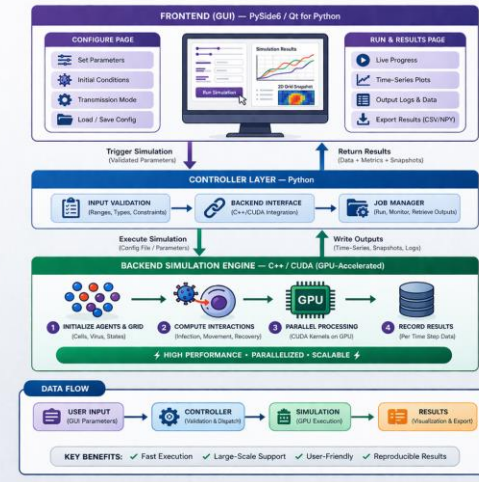 FRONTEND (GUI) — PySide6 / Qt for Python
CONFIGURE PAGE
Set Parameters
Initial Conditions
Transmission Mode
Load / Save Config
Run Simulation
Simulation Results
2D Grid Snapshot
RUN & RESULTS PAGE
Live Progress
Time-Series Plots
Output Logs & Data
Export Results (CSV/NPY)
Trigger Simulation
(Validated Parameters)
Return Results
(Data + Metrics + Snapshots)
CONTROLLER LAYER — Python
INPUT VALIDATION
(Ranges, Types, Constraints)
BACKEND INTERFACE
(C++/CUDA Integration)
JOB MANAGER
(Run, Monitor, Retrieve Outputs)
Execute Simulation
(Config File / Parameters)
Write Outputs
(Time-Series, Snapshots, Logs)
BACKEND SIMULATION ENGINE — C++ / CUDA (GPU-Accelerated)
GPU
1 INITIALIZE AGENTS & GRID
(Cells, Virus, States)
2 COMPUTE INTERACTIONS
(Infection, Movement, Recovery)
3 PARALLEL PROCESSING
(CUDA Kernels on GPU)
4 RECORD RESULTS
(Per Time Step Data)
HIGH PERFORMANCE • PARALLELIZED • SCALABLE
DATA FLOW
USER INPUT
(GUI Parameters)
CONTROLLER
(Validation & Dispatch)
SIMULATION
(GPU Execution)
RESULTS
(Visualization & Export)
KEY BENEFITS: ✓ Fast Execution ✓ Large-Scale Support ✓ User-Friendly ✓ Reproducible Results